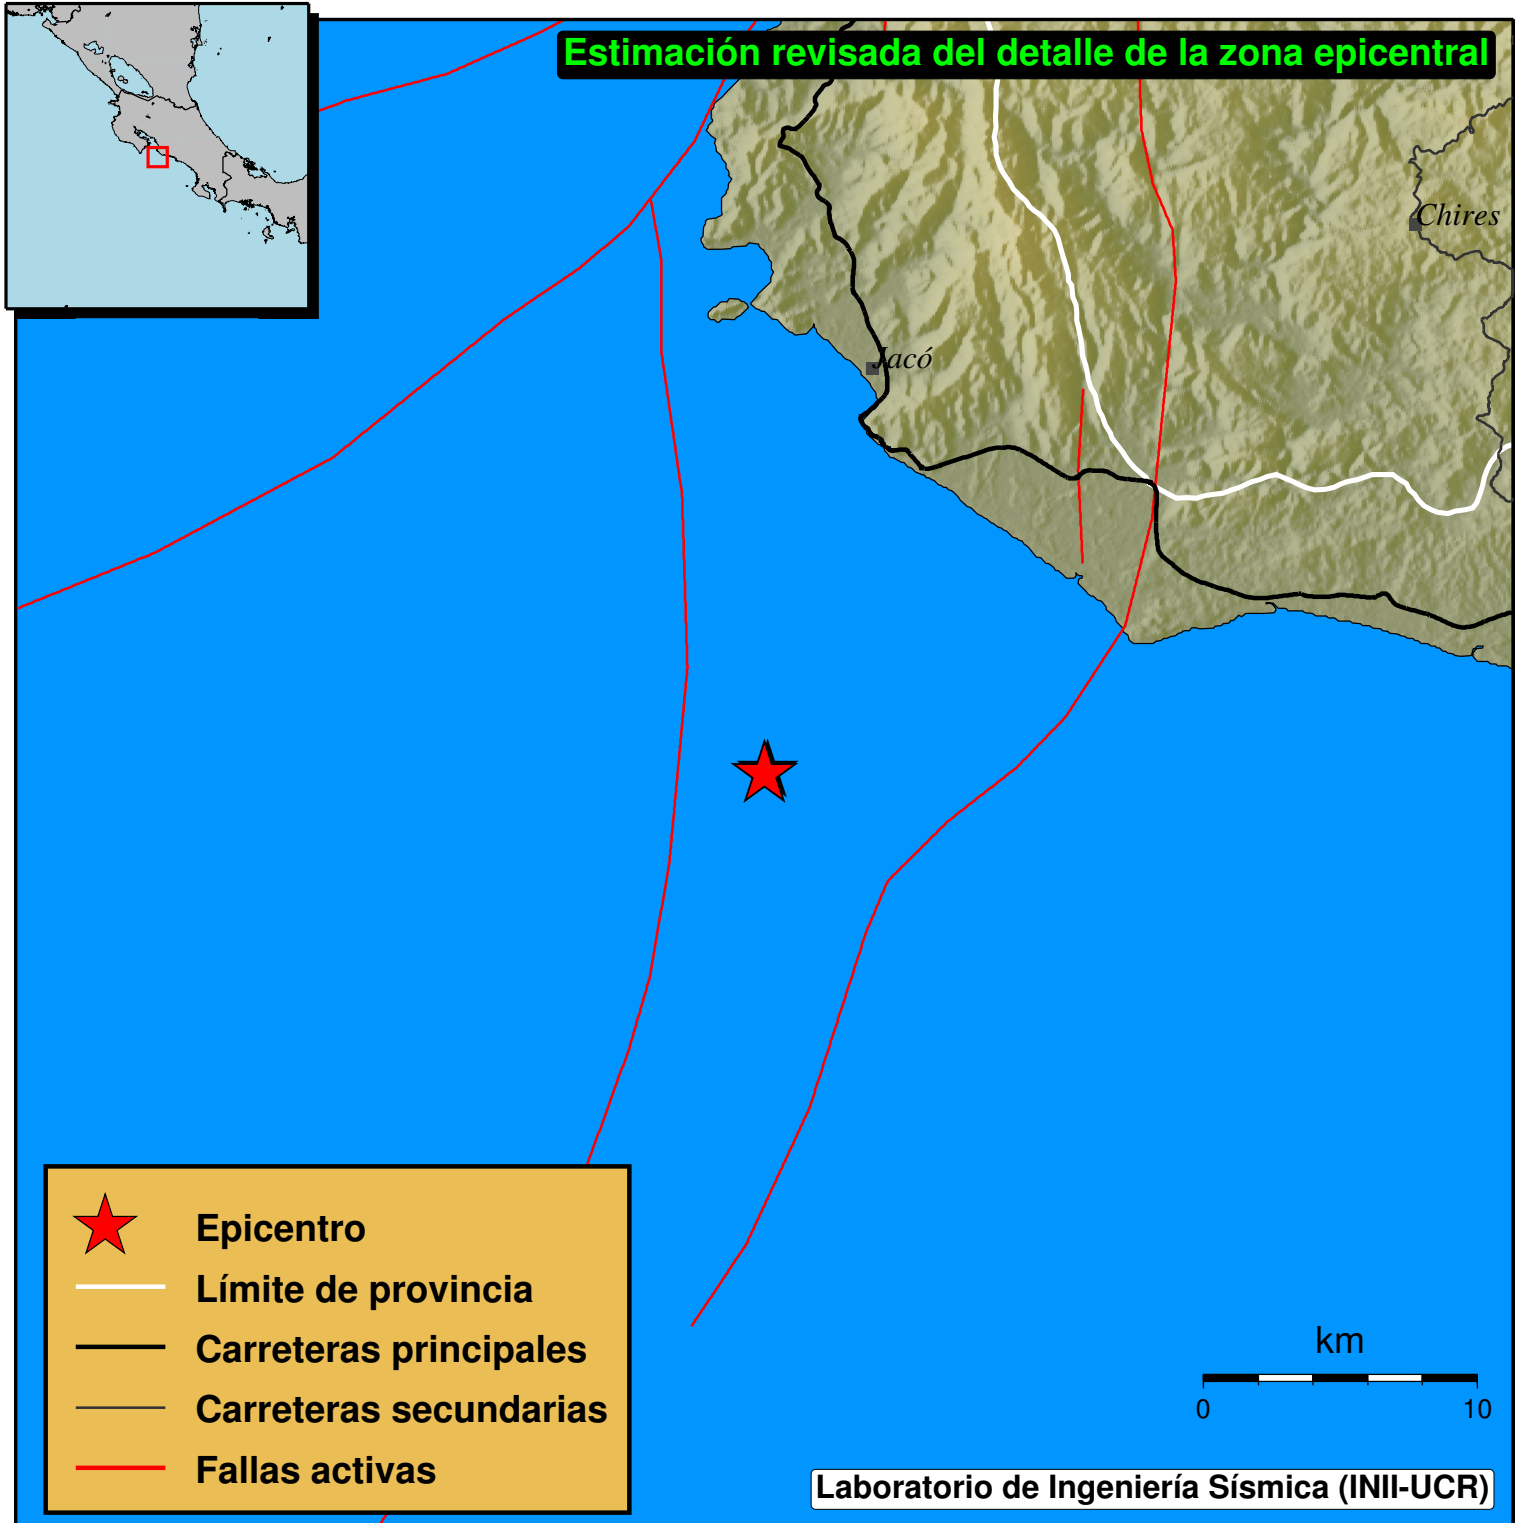 Estimación revisada del detalle de la zona epicentral
Chires
Jacó
Epicentro
Límite de provincia
Carreteras principales
Carreteras secundarias
Fallas activas
km
0 10
Laboratorio de Ingeniería Sísmica (INII-UCR)